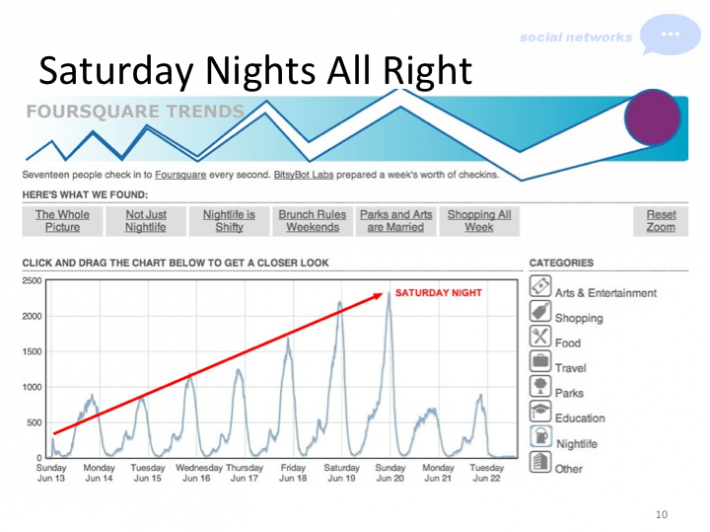 social networks
Saturday Nights All Right
FOURSQUARE TRENDS
Seventeen people check in to Foursquare every second. BitsyBot Labs prepared a week's worth of checkins.
HERE'S WHAT WE FOUND:
The Whole Picture
Not Just Nightlife
Nightlife is Shifty
Brunch Rules Weekends
Parks and Arts are Married
Shopping All Week
Reset Zoom
CLICK AND DRAG THE CHART BELOW TO GET A CLOSER LOOK
2500
2000
1500
1000
500
0
SATURDAY NIGHT
Sunday Jun 13
Monday Jun 14
Tuesday Jun 15
Wednesday Jun 16
Thursday Jun 17
Friday Jun 18
Saturday Jun 19
Sunday Jun 20
Monday Jun 21
Tuesday Jun 22
CATEGORIES
Arts & Entertainment
Shopping
Food
Travel
Parks
Education
Nightlife
Other
10